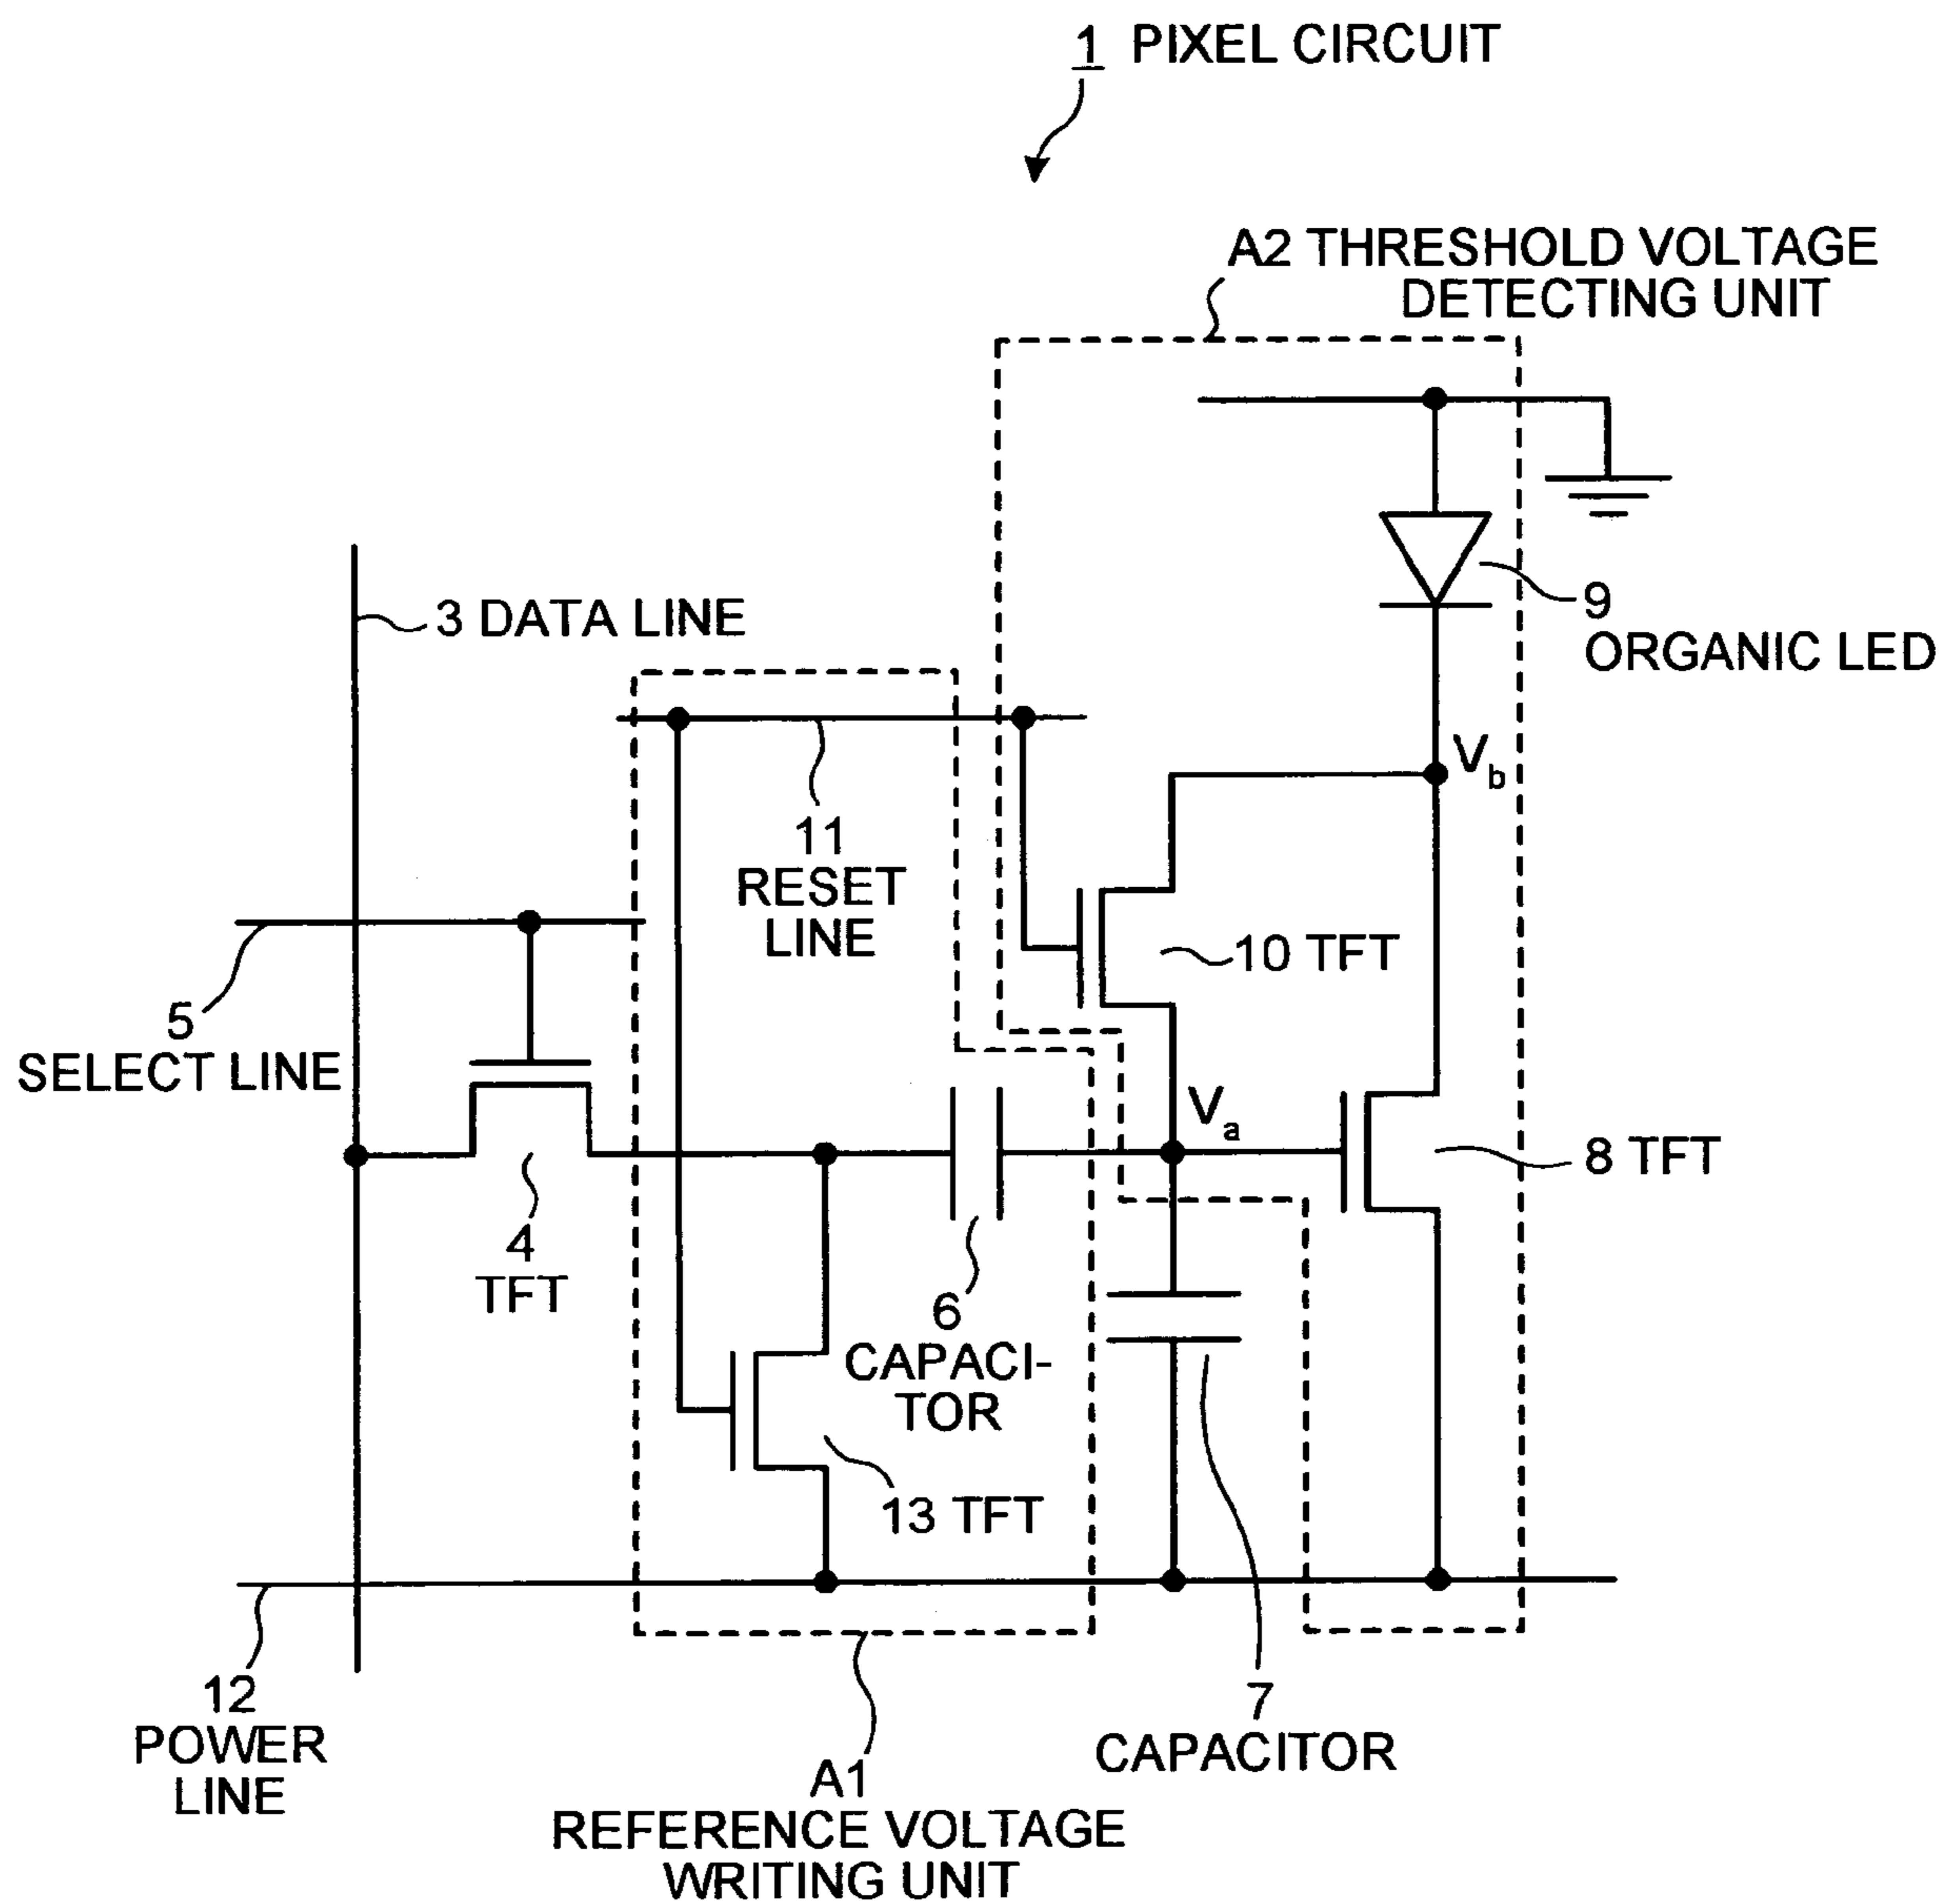 1 PIXEL CIRCUIT
A2 THRESHOLD VOLTAGE
DETECTING UNIT
3 DATA LINE
9
ORGANIC LED
Vb
11
RESET
LINE
10 TFT
5
SELECT LINE
Va
8 TFT
4
TFT
6
CAPACI-
TOR
13 TFT
12
POWER
LINE
7
CAPACITOR
A1
REFERENCE VOLTAGE
WRITING UNIT